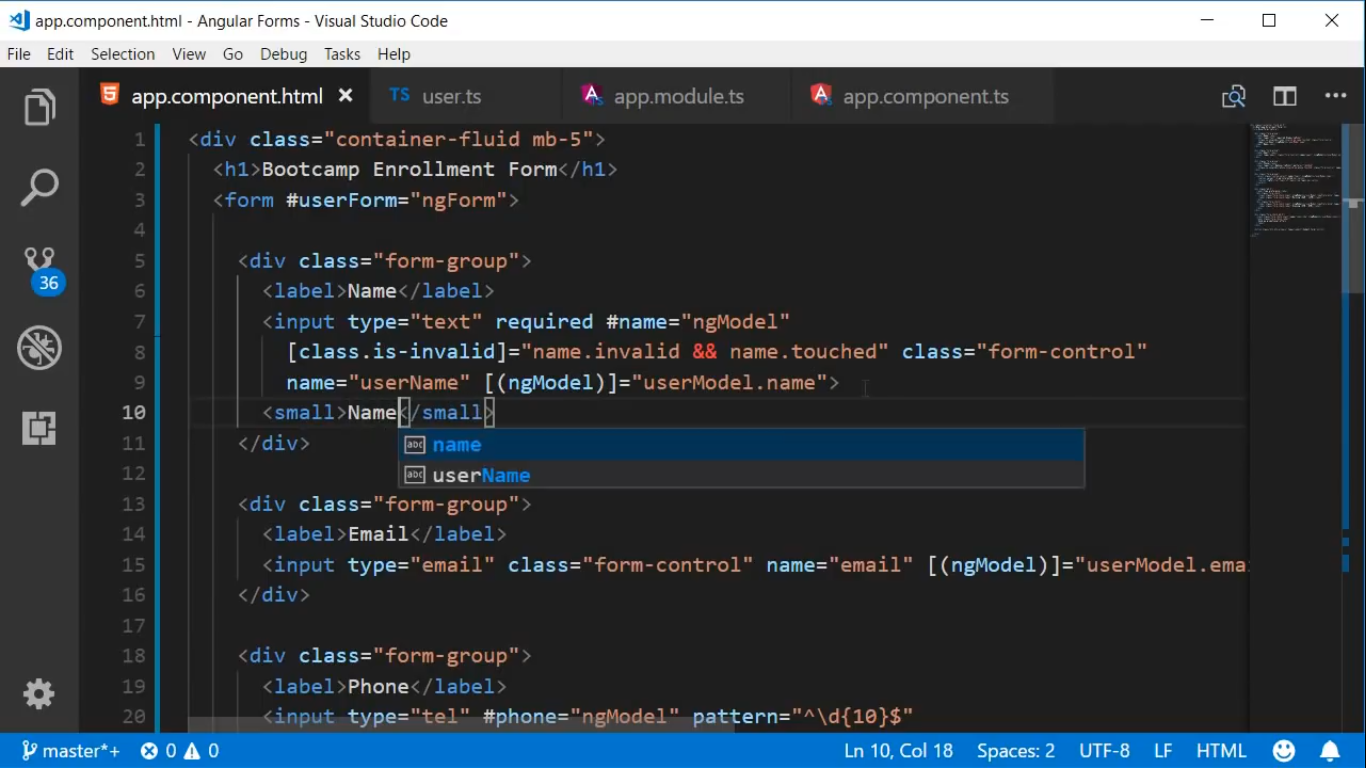 app.component.html - Angular Forms - Visual Studio Code
File Edit Selection View Go Debug Tasks Help
app.component.html TS user.ts app.module.ts app.component.ts
1 <div class="container-fluid mb-5">
2 <h1>Bootcamp Enrollment Form</h1>
3 <form #userForm="ngForm">
4
5 <div class="form-group">
6 <label>Name</label>
7 <input type="text" required #name="ngModel"
8 [class.is-invalid]="name.invalid && name.touched" class="form-control"
9 name="userName" [(ngModel)]="userModel.name">
10 <small>Name</small>
abc name
11 </div>
abc userName
12
13 <div class="form-group">
14 <label>Email</label>
15 <input type="email" class="form-control" name="email" [(ngModel)]="userModel.emai
16 </div>
17
18 <div class="form-group">
19 <label>Phone</label>
20 <input type="tel" #phone="ngModel" pattern="^\d{10}$"
36
master*+ 0 0 Ln 10, Col 18 Spaces: 2 UTF-8 LF HTML